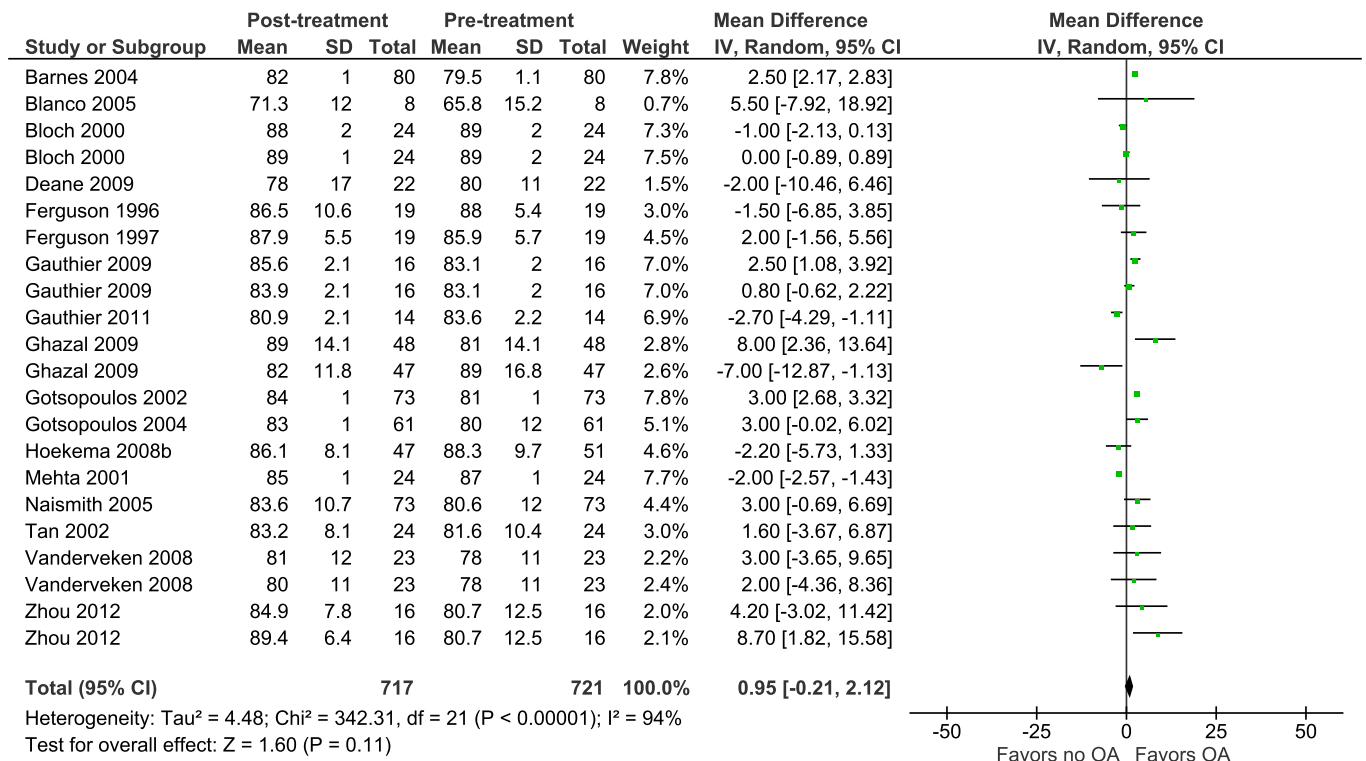 Post-treatment Pre-treatment Mean Difference Mean Difference
Study or Subgroup Mean SD Total Mean SD Total Weight IV, Random, 95% CI IV, Random, 95% CI
Barnes 2004 82 1 80 79.5 1.1 80 7.8% 2.50 [2.17, 2.83]
Blanco 2005 71.3 12 8 65.8 15.2 8 0.7% 5.50 [-7.92, 18.92]
Bloch 2000 88 2 24 89 2 24 7.3% -1.00 [-2.13, 0.13]
Bloch 2000 89 1 24 89 2 24 7.5% 0.00 [-0.89, 0.89]
Deane 2009 78 17 22 80 11 22 1.5% -2.00 [-10.46, 6.46]
Ferguson 1996 86.5 10.6 19 88 5.4 19 3.0% -1.50 [-6.85, 3.85]
Ferguson 1997 87.9 5.5 19 85.9 5.7 19 4.5% 2.00 [-1.56, 5.56]
Gauthier 2009 85.6 2.1 16 83.1 2 16 7.0% 2.50 [1.08, 3.92]
Gauthier 2009 83.9 2.1 16 83.1 2 16 7.0% 0.80 [-0.62, 2.22]
Gauthier 2011 80.9 2.1 14 83.6 2.2 14 6.9% -2.70 [-4.29, -1.11]
Ghazal 2009 89 14.1 48 81 14.1 48 2.8% 8.00 [2.36, 13.64]
Ghazal 2009 82 11.8 47 89 16.8 47 2.6% -7.00 [-12.87, -1.13]
Gotsopoulos 2002 84 1 73 81 1 73 7.8% 3.00 [2.68, 3.32]
Gotsopoulos 2004 83 1 61 80 12 61 5.1% 3.00 [-0.02, 6.02]
Hoekema 2008b 86.1 8.1 47 88.3 9.7 51 4.6% -2.20 [-5.73, 1.33]
Mehta 2001 85 1 24 87 1 24 7.7% -2.00 [-2.57, -1.43]
Naismith 2005 83.6 10.7 73 80.6 12 73 4.4% 3.00 [-0.69, 6.69]
Tan 2002 83.2 8.1 24 81.6 10.4 24 3.0% 1.60 [-3.67, 6.87]
Vanderveken 2008 81 12 23 78 11 23 2.2% 3.00 [-3.65, 9.65]
Vanderveken 2008 80 11 23 78 11 23 2.4% 2.00 [-4.36, 8.36]
Zhou 2012 84.9 7.8 16 80.7 12.5 16 2.0% 4.20 [-3.02, 11.42]
Zhou 2012 89.4 6.4 16 80.7 12.5 16 2.1% 8.70 [1.82, 15.58]
Total (95% CI) 717 721 100.0% 0.95 [-0.21, 2.12]
Heterogeneity: Tau² = 4.48; Chi² = 342.31, df = 21 (P < 0.00001); I² = 94%
Test for overall effect: Z = 1.60 (P = 0.11)
-50 -25 0 25 50
Favors no OA Favors OA